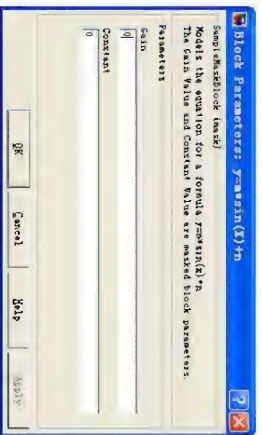 Block Parameters: y=m*sin(X)+n
SampleMaskBlock (mask)
Models the equation for a formula y=m*sin(x)+n
The Gain Value and Constant Value are masked block parameters.
Parameters
Gain
0
Constant
0
OK
Cancel
Help
Apply